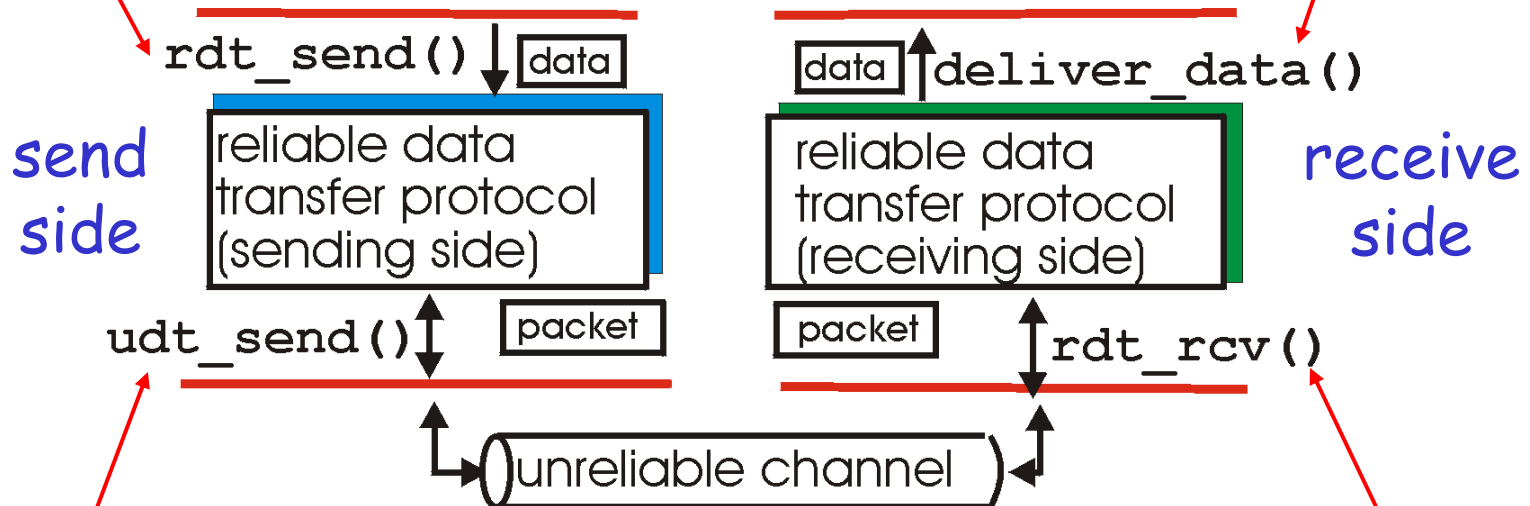 rdt_send()
data
data
deliver_data()
send
side
reliable data
transfer protocol
(sending side)
reliable data
transfer protocol
(receiving side)
receive
side
udt_send()
packet
packet
rdt_rcv()
unreliable channel